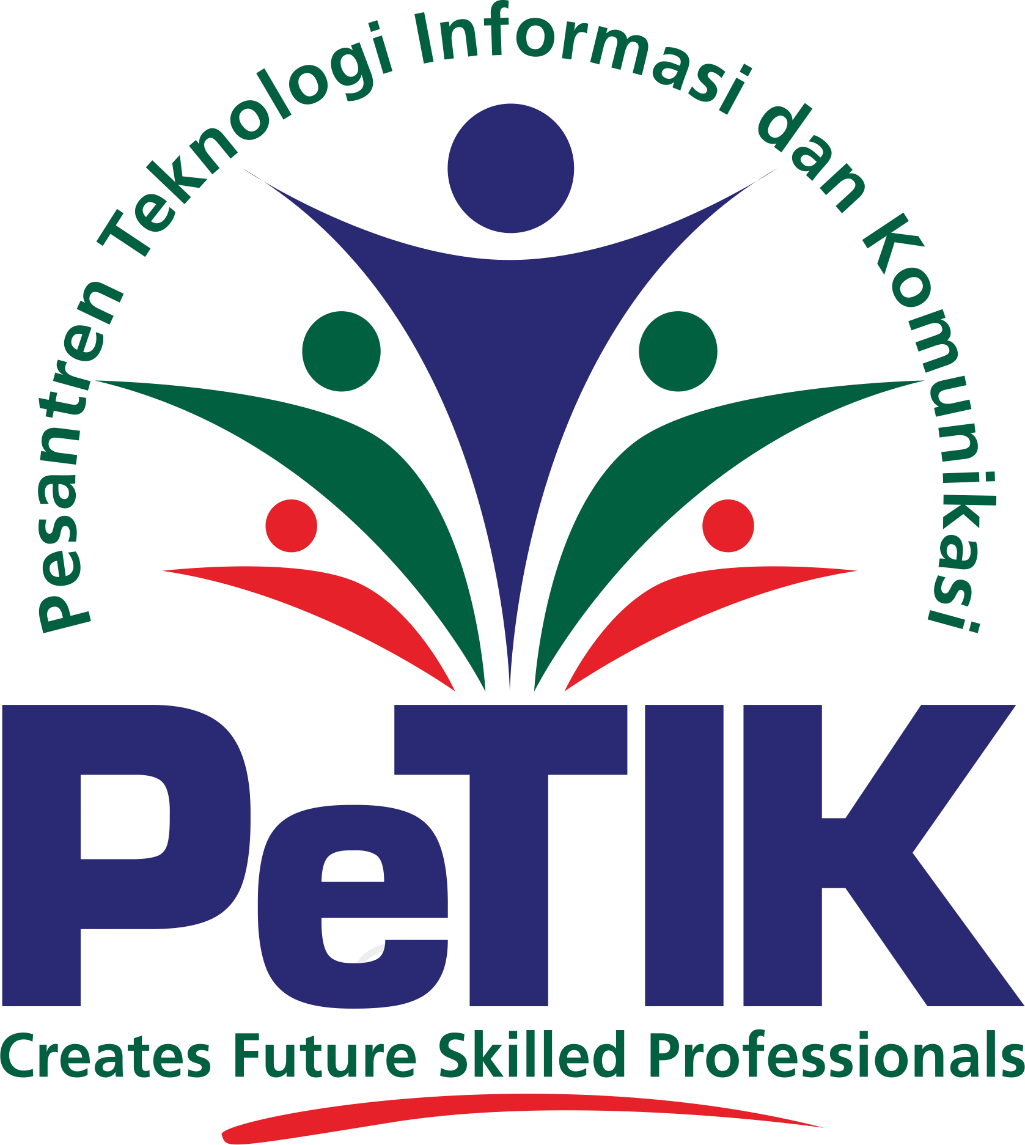 Pesantren Teknologi Informasi dan Komunikasi
PeTIK
Creates Future Skilled Professionals